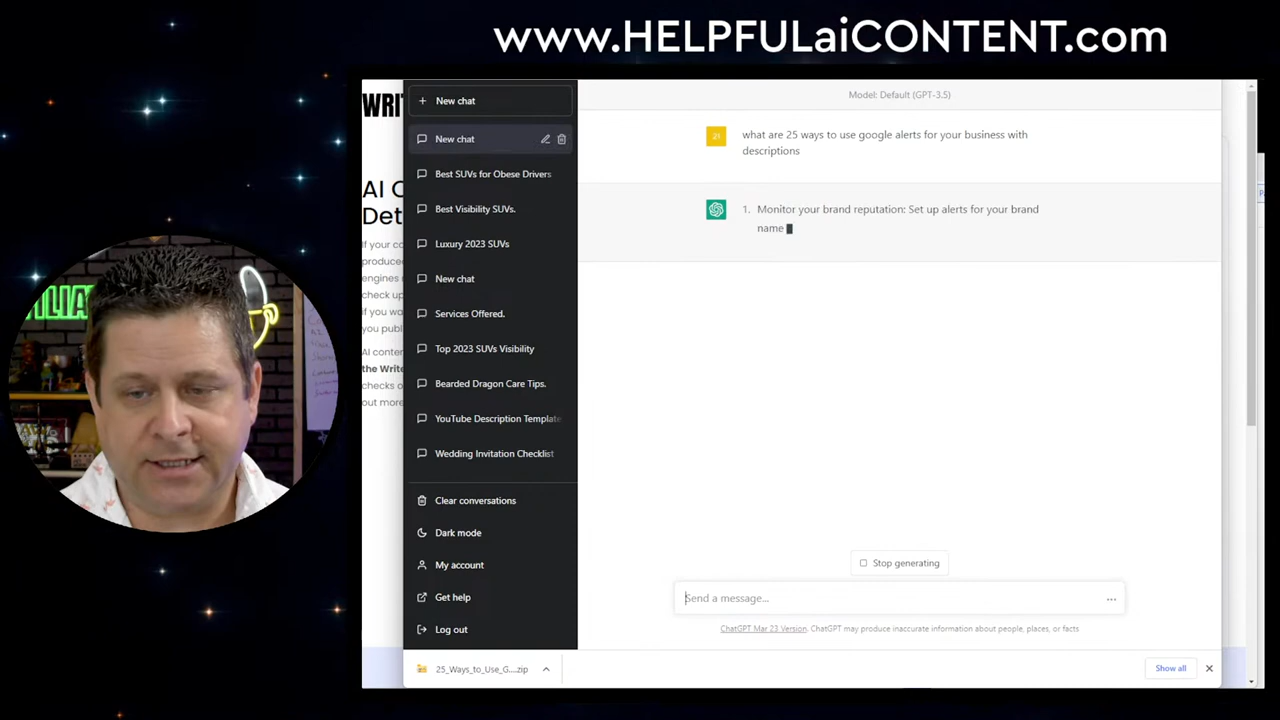 www.HELPFULaiCONTENT.com
WRIT
AI C
Det
If your co
produce
engines
check up
if you wa
you publ
AI conten
the Write
checks o
out more
New chat
New chat
Best SUVs for Obese Drivers
Best Visibility SUVs.
Luxury 2023 SUVs
New chat
Services Offered.
Top 2023 SUVs Visibility
Bearded Dragon Care Tips.
YouTube Description Template
Wedding Invitation Checklist
Clear conversations
Dark mode
My account
Get help
Log out
Model: Default (GPT-3.5)
21
what are 25 ways to use google alerts for your business with
descriptions
1. Monitor your brand reputation: Set up alerts for your brand
name
Stop generating
Send a message...
ChatGPT Mar 23 Version. ChatGPT may produce inaccurate information about people, places, or facts
25_Ways_to_Use_G....zip
Show all